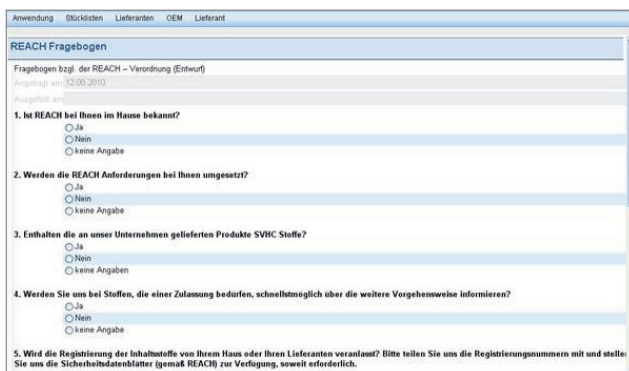 Anwendung Stücklisten Lieferanten OEM Lieferant
REACH Fragebogen
Fragebogen bzgl. der REACH – Verordnung (Entwurf)
Angefragt am 12.08.2010
Ausgefüllt am
1. Ist REACH bei Ihnen im Hause bekannt?
Ja
Nein
keine Angabe
2. Werden die REACH Anforderungen bei Ihnen umgesetzt?
Ja
Nein
keine Angabe
3. Enthalten die an unser Unternehmen gelieferten Produkte SVHC Stoffe?
Ja
Nein
keine Angaben
4. Werden Sie uns bei Stoffen, die einer Zulassung bedürfen, schnellstmöglich über die weitere Vorgehensweise informieren?
Ja
Nein
keine Angabe
5. Wird die Registrierung der Inhaltsstoffe von Ihrem Haus oder Ihren Lieferanten veranlasst? Bitte teilen Sie uns die Registrierungsnummern mit und stelle
Sie uns die Sicherheitsdatenblätter (gemäß REACH) zur Verfügung, soweit erforderlich.